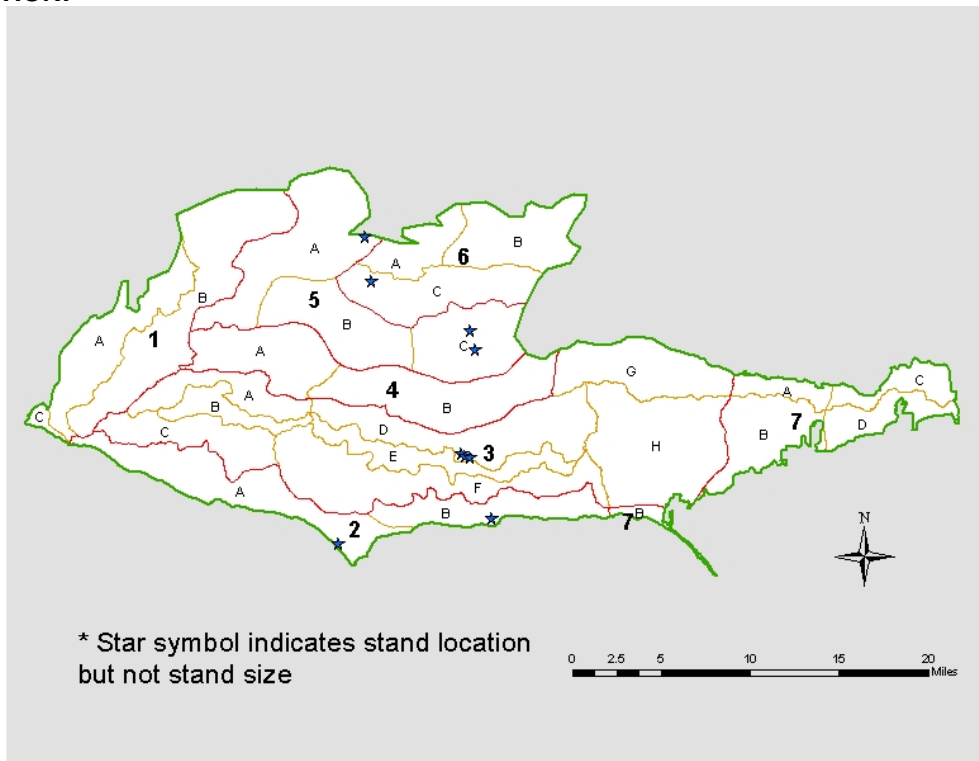 A
B
6
A
C
B
5
A
B
1
C
A
A
G
4
B
C
A
C
B
A
7
B
D
D
H
C
E
3
F
A
B
B
2
7
N
* Star symbol indicates stand location
but not stand size
0 2.5 5 10 15 20
Miles